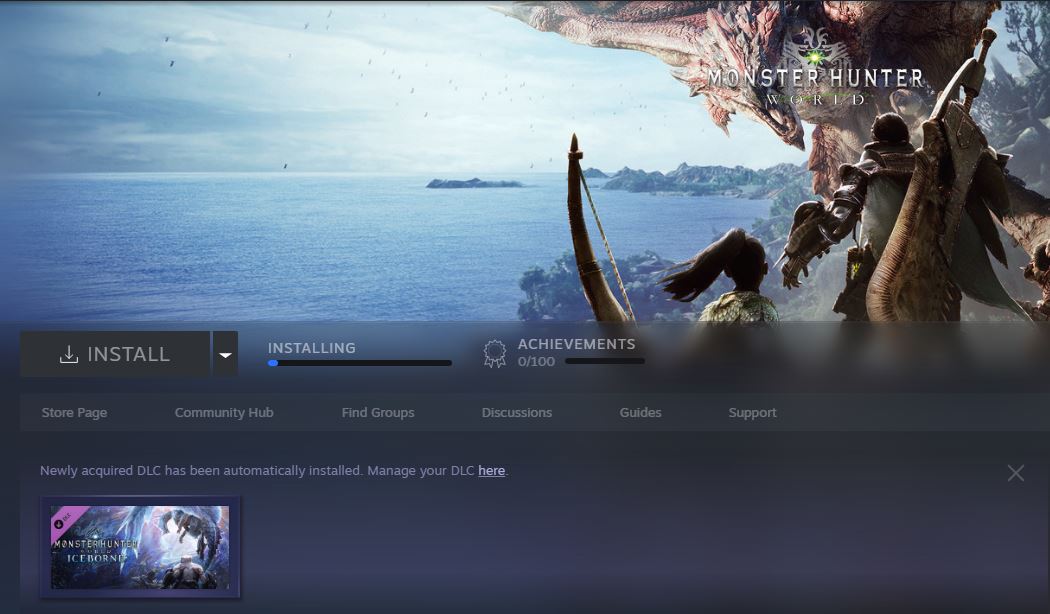 MONSTER HUNTER
WORLD
INSTALL
INSTALLING
ACHIEVEMENTS
0/100
Store Page
Community Hub
Find Groups
Discussions
Guides
Support
Newly acquired DLC has been automatically installed. Manage your DLC here.
DLC
MONSTER HUNTER
WORLD
ICEBORNE